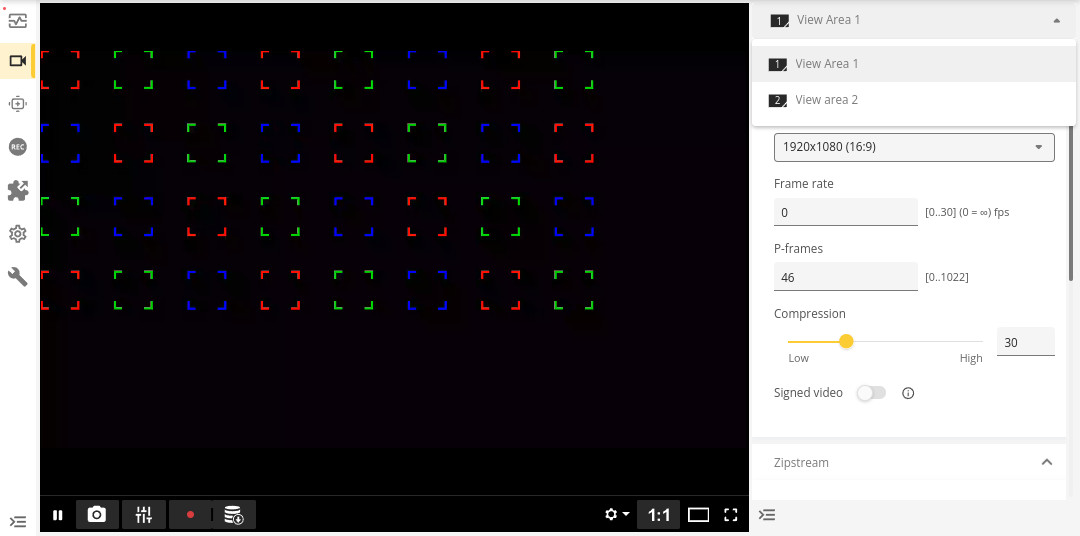 1 View Area 1
1 View Area 1
2 View area 2
1920x1080 (16:9)
Frame rate
0 [0..30] (0 = ∞) fps
P-frames
46 [0..1022]
Compression
30
Low High
Signed video
Zipstream
REC
1:1